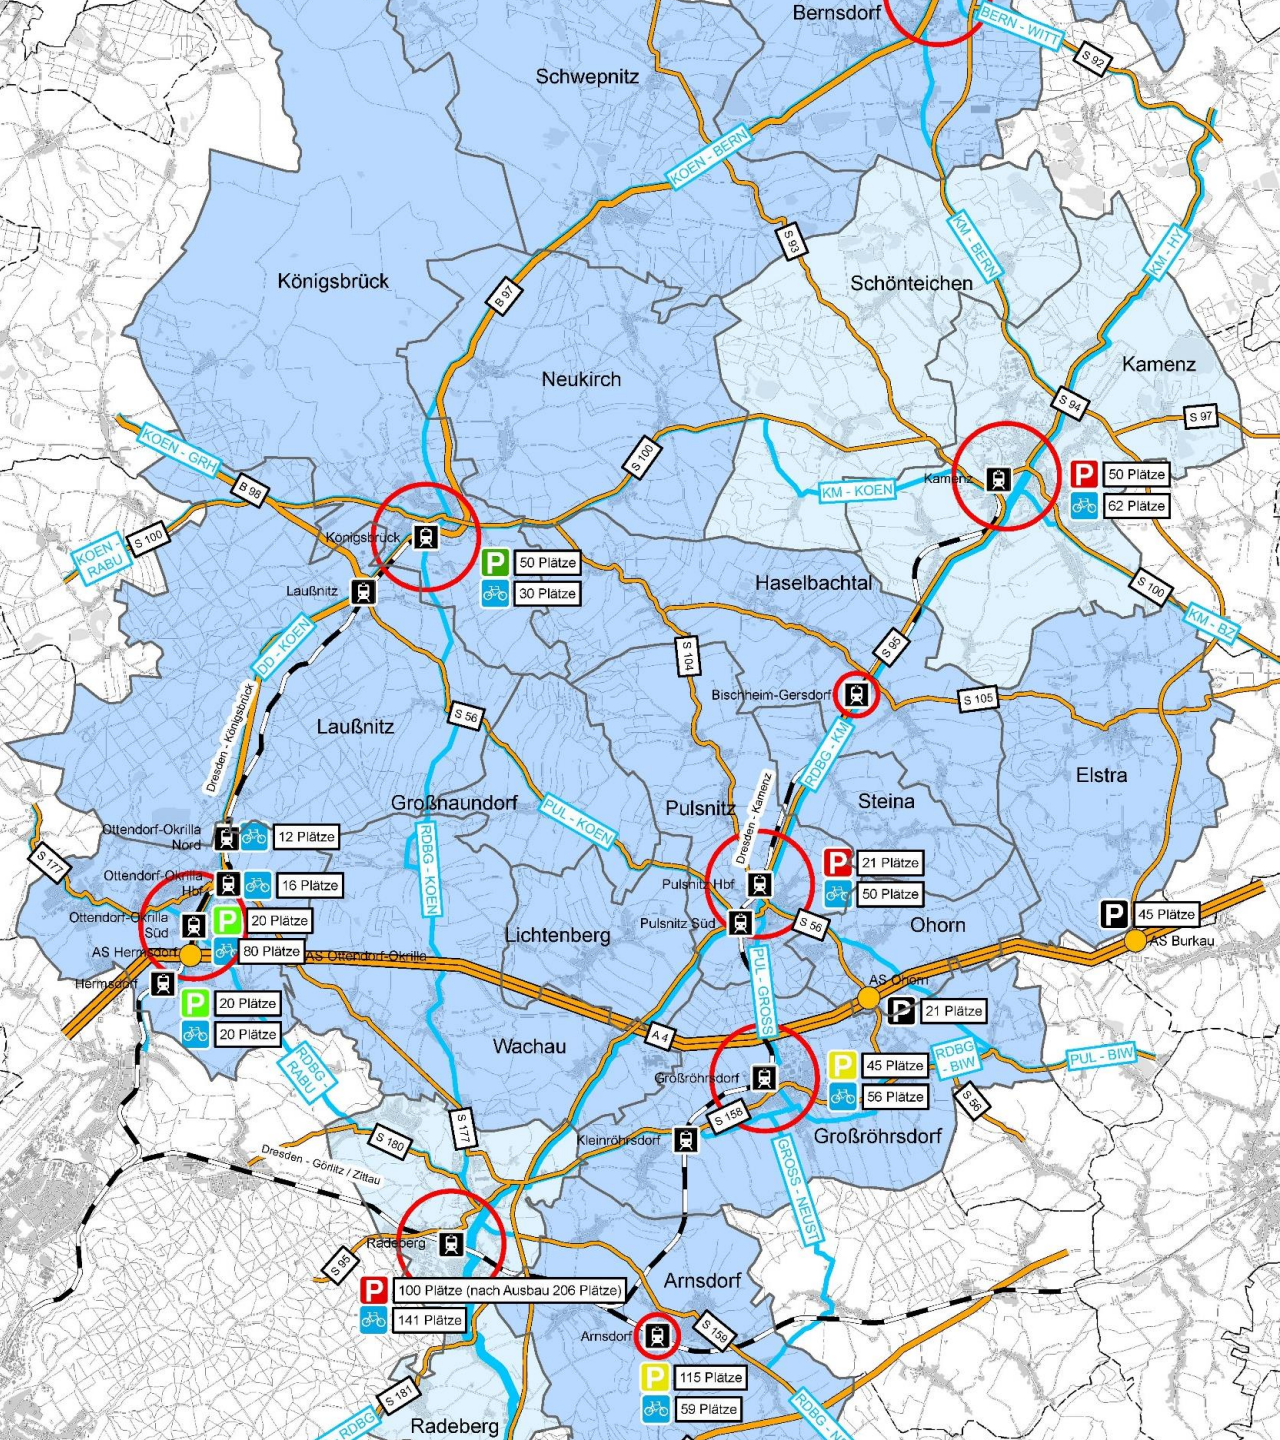 Bernsdorf
BERN - WITT
S 92
Schwepnitz
KOEN - BERN
KM - BERN
KM - HY
S 93
Königsbrück
Schönteichen
B 97
Neukirch
Kamenz
S 94
S 97
KOEN - GRH
S 100
B 98
KM - KOEN
Kamenz
P 50 Plätze
62 Plätze
KOEN -
RABU
S 100
Königsbrück
P 50 Plätze
30 Plätze
Laußnitz
Haselbachtal
S 100
KM - BZ
DD - KOEN
S 104
S 95
Bischheim-Gersdorf
S 105
Dresden - Königsbrück
Laußnitz
S 56
RDBG - KM
Elstra
Großnaundorf
PUL - KOEN
Pulsnitz
Dresden - Kamenz
Steina
Ottendorf-Okrilla
Nord
12 Plätze
S 177
RDBG - KOEN
Ottendorf-Okrilla
Hbf
16 Plätze
Pulsnitz Hbf
P 21 Plätze
50 Plätze
Ottendorf-Okrilla
Süd
P 20 Plätze
80 Plätze
Pulsnitz Süd
S 56
Ohorn
P 45 Plätze
AS Burkau
Lichtenberg
AS Hermsdorf
AS Ottendorf-Okrilla
Hermsdorf
P 20 Plätze
20 Plätze
PUL - GROSS
AS Ohorn
P 21 Plätze
Wachau
A 4
RDBG -
RABU
Großröhrsdorf
P 45 Plätze
56 Plätze
RDBG
- BIW
PUL - BIW
S 56
S 158
S 177
S 180
Kleinröhrsdorf
Großröhrsdorf
Dresden - Görlitz / Zittau
GROSS - NEUST
Radeberg
S 95
P 100 Plätze (nach Ausbau 206 Plätze)
141 Plätze
Arnsdorf
Arnsdorf
S 159
P 115 Plätze
59 Plätze
S 181
Radeberg